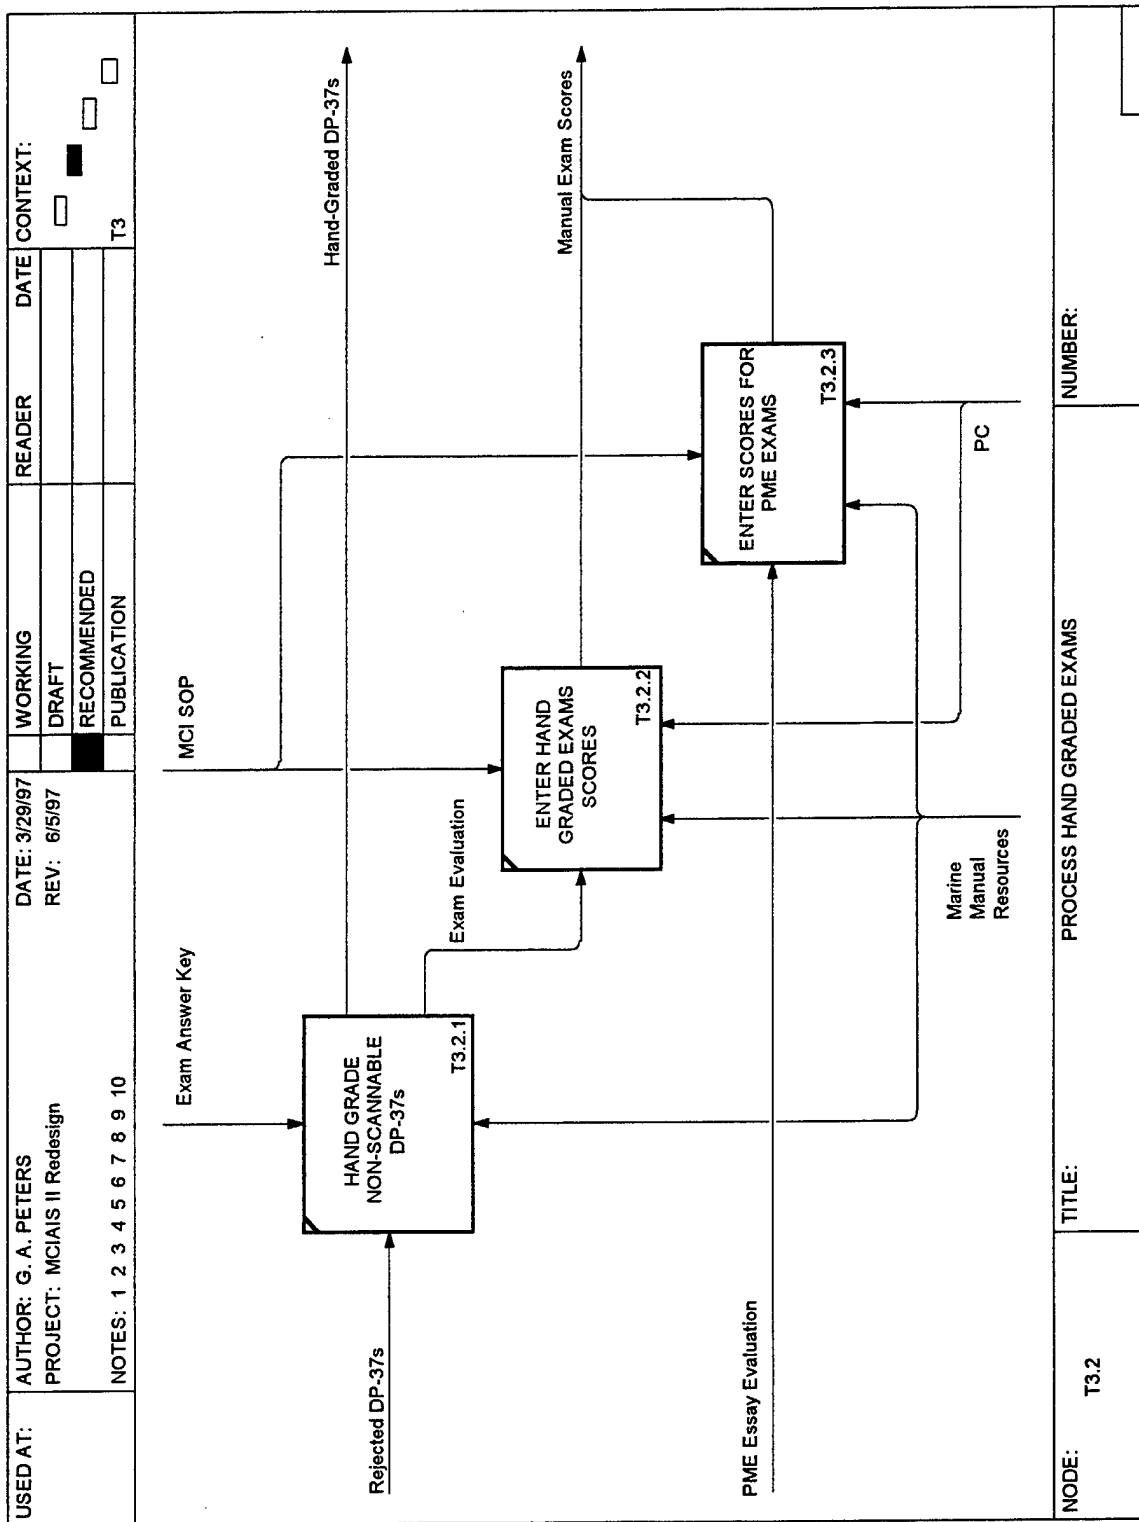 USED AT:
AUTHOR: G. A. PETERS
PROJECT: MCIAIS II Redesign
NOTES: 1 2 3 4 5 6 7 8 9 10
DATE: 3/29/97
REV: 6/5/97
WORKING
DRAFT
RECOMMENDED
PUBLICATION
READER
DATE
CONTEXT:
T3
Exam Answer Key
MCI SOP
Hand-Graded DP-37s
Rejected DP-37s
HAND GRADE
NON-SCANNABLE
DP-37s
T3.2.1
Exam Evaluation
ENTER HAND
GRADED EXAMS
SCORES
T3.2.2
Manual Exam Scores
PME Essay Evaluation
ENTER SCORES FOR
PME EXAMS
T3.2.3
Marine
Manual
Resources
PC
NODE:
T3.2
TITLE:
PROCESS HAND GRADED EXAMS
NUMBER: